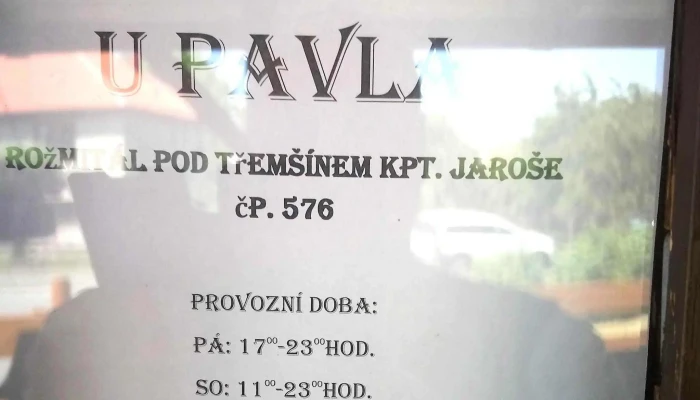 U PAVLA
ROŽMITÁL POD TŘEMŠÍNEM KPT. JAROŠE
ČP. 576
PROVOZNÍ DOBA:
PÁ: 17⁰⁰-23⁰⁰HOD.
SO: 11⁰⁰-23⁰⁰HOD.